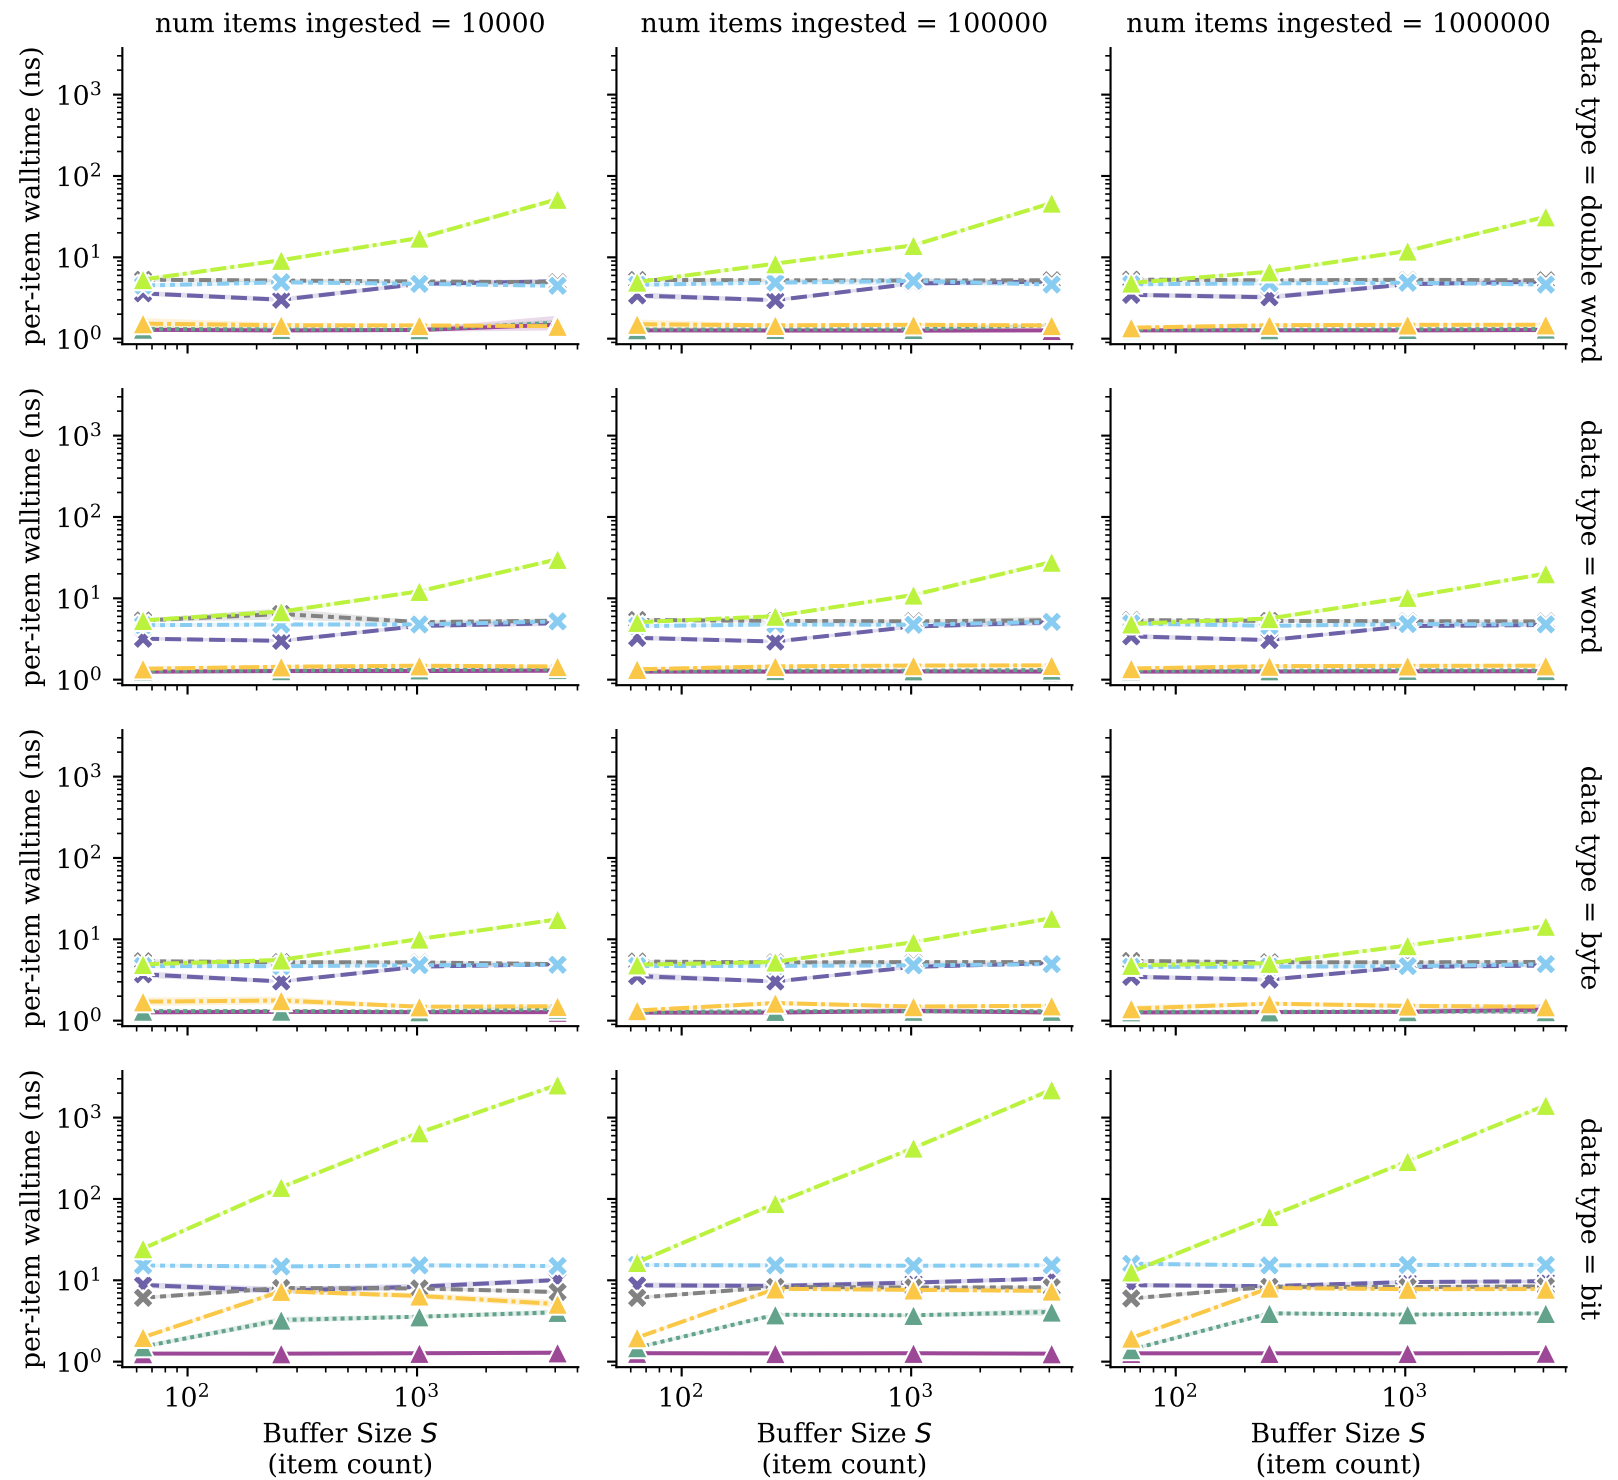 num items ingested = 10000
num items ingested = 100000
num items ingested = 1000000
per-item walltime (ns)
10³
10²
10¹
10⁰
data type = double word
per-item walltime (ns)
10³
10²
10¹
10⁰
data type = word
per-item walltime (ns)
10³
10²
10¹
10⁰
data type = byte
per-item walltime (ns)
10³
10²
10¹
10⁰
data type = bit
10² 10³
10² 10³
10² 10³
Buffer Size S
(item count)
Buffer Size S
(item count)
Buffer Size S
(item count)